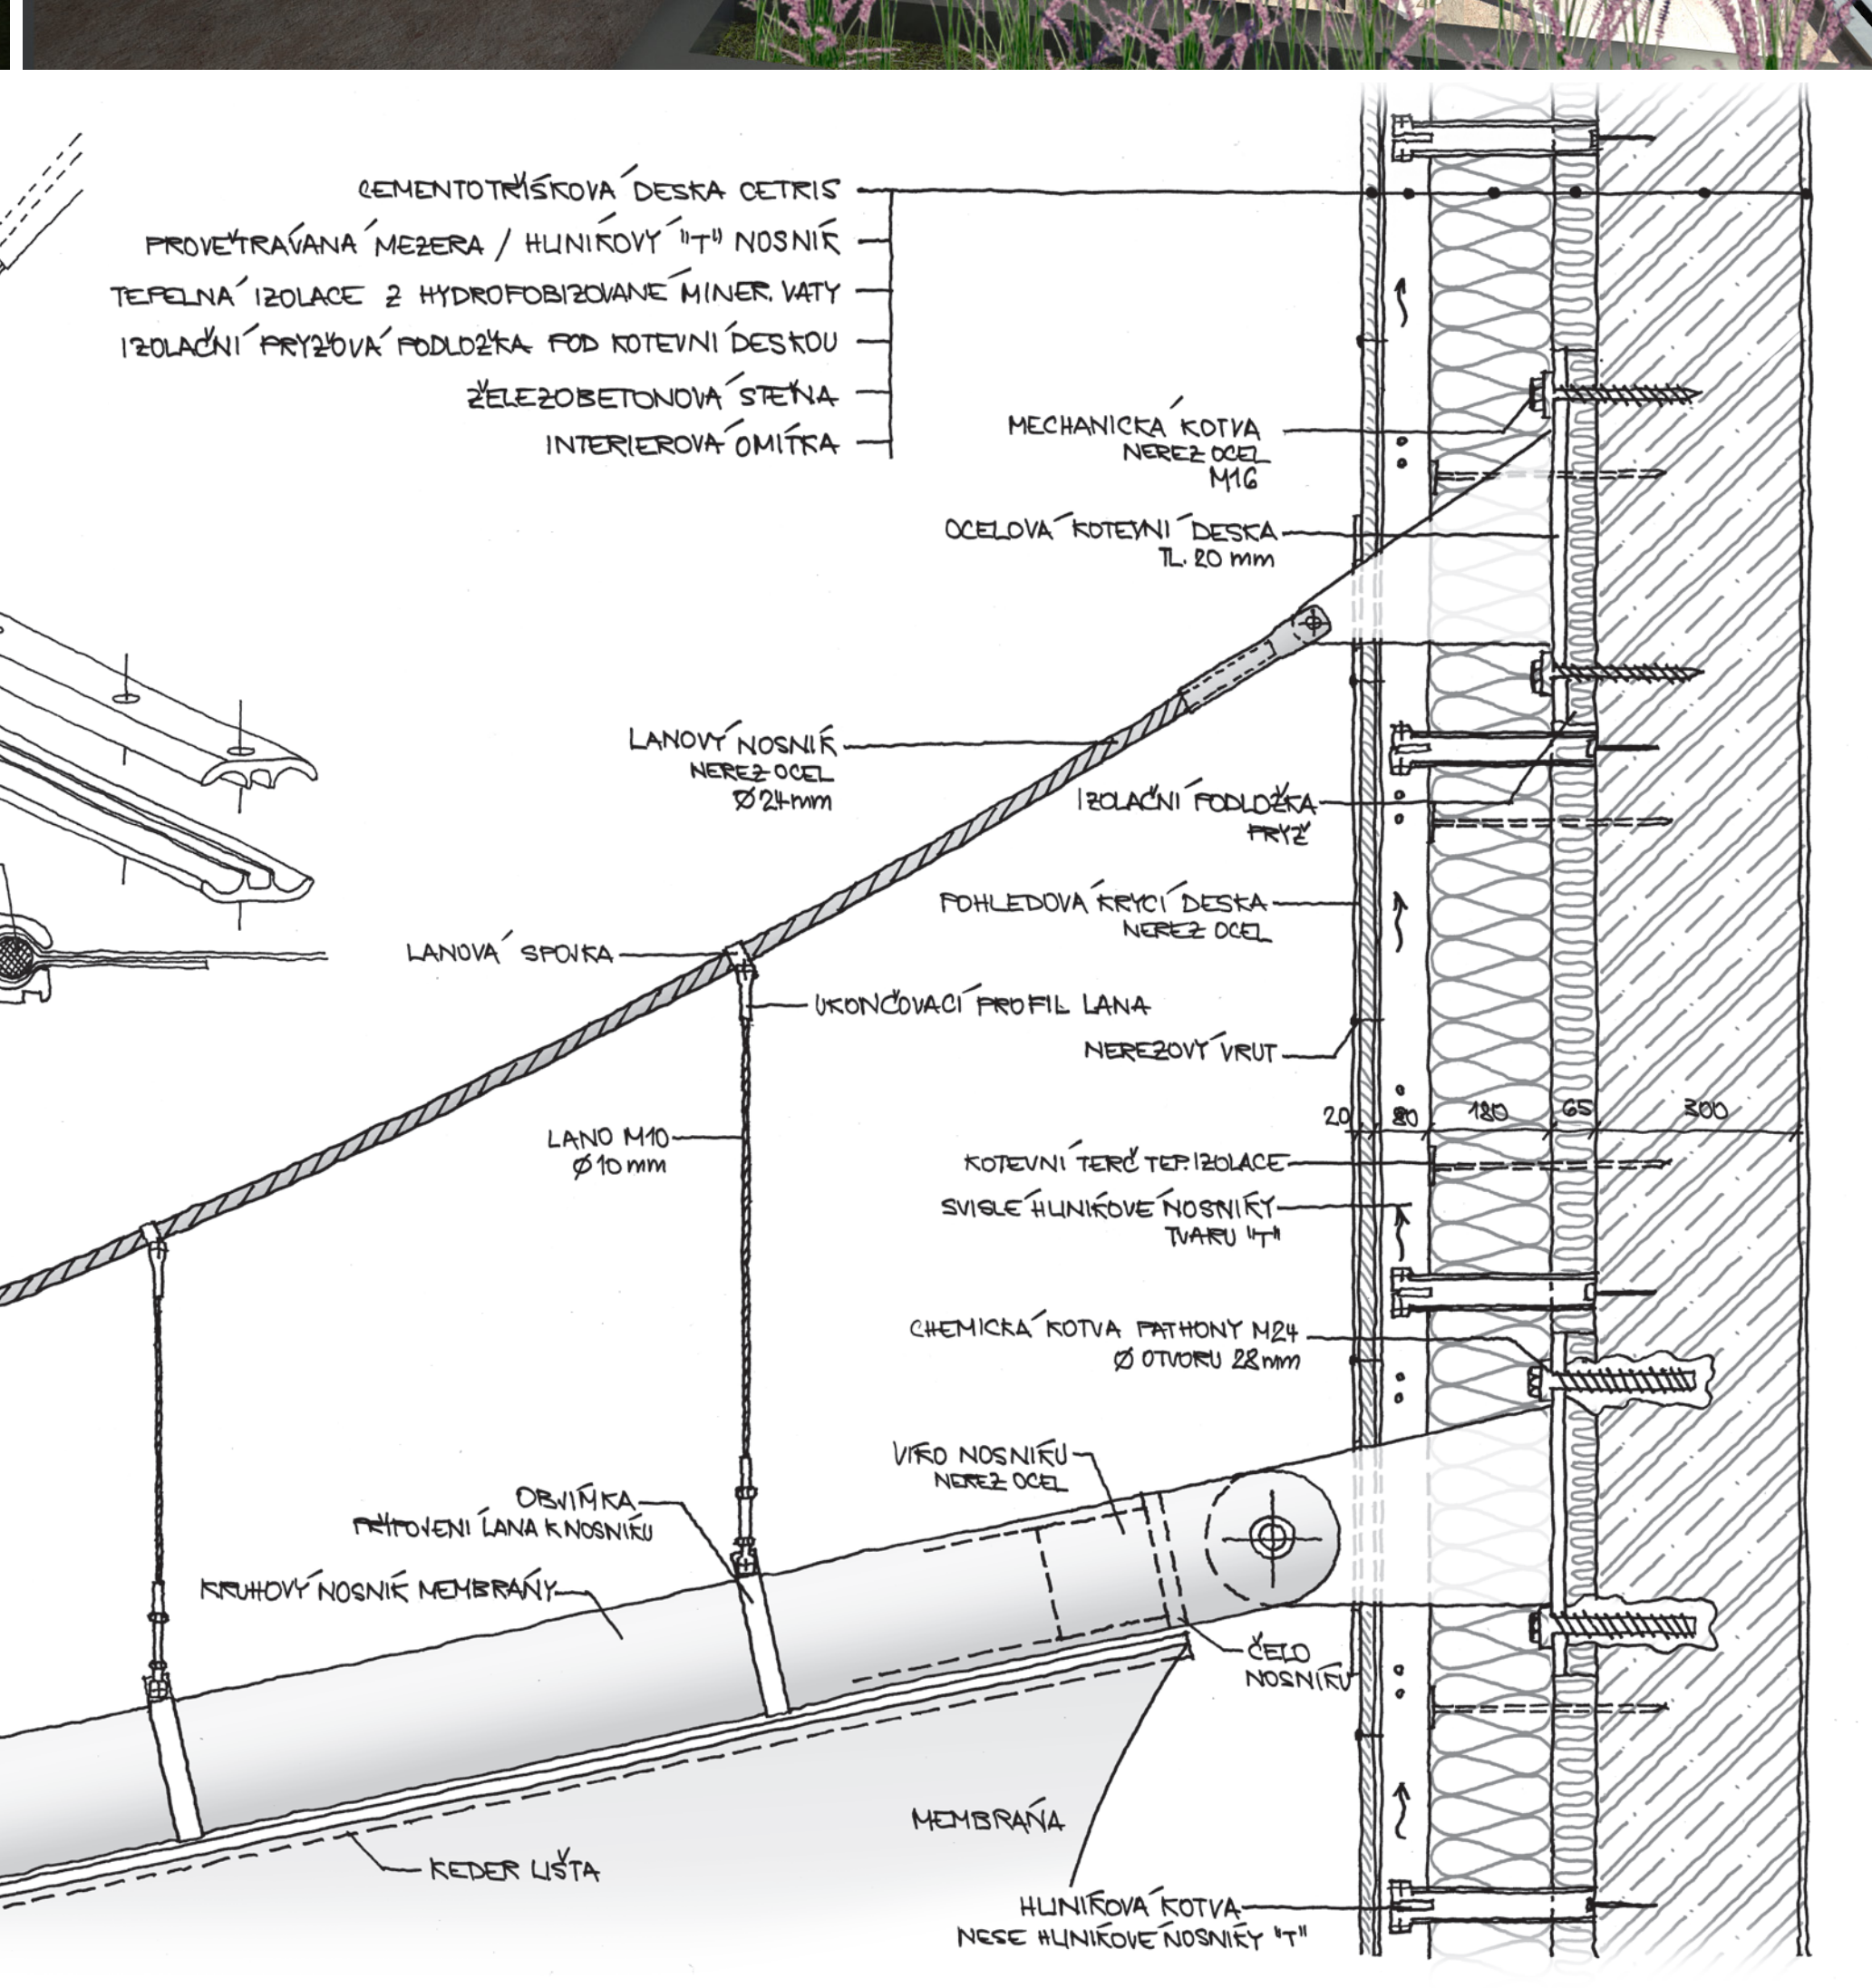 CEMENTOTŘÍSKOVÁ DESKA CETRIS
PROVĚTRÁVANÁ MEZERA / HLINÍKOVÝ "T" NOSNÍK
TEPELNÁ IZOLACE Z HYDROFOBIZOVANÉ MINER. VATY
IZOLAČNÍ PRYŽOVÁ PODLOŽKA POD KOTEVNÍ DESKOU
ŽELEZOBETONOVÁ STĚNA
INTERIEROVÁ OMÍTKA
MECHANICKÁ KOTVA
NEREZ OCEL
M16
OCELOVÁ KOTEVNÍ DESKA
TL. 20 mm
LANOVÝ NOSNÍK
NEREZ OCEL
Ø 24 mm
IZOLAČNÍ PODLOŽKA
PRYŽ
POHLEDOVÁ KRYCÍ DESKA
NEREZ OCEL
LANOVÁ SPOJKA
UKONČOVACÍ PROFIL LANA
NEREZOVÝ VRUT
20 80 180 65 300
LANO M10
Ø 10 mm
KOTEVNÍ TERČ TEP. IZOLACE
SVISLÉ HLINÍKOVÉ NOSNÍKY
TVARU "T"
CHEMICKÁ KOTVA PATHONY M24
Ø OTVORU 28 mm
VÍKO NOSNÍKU
NEREZ OCEL
OBJÍMKA
PŘIPOJENÍ LANA K NOSNÍKU
KRUHOVÝ NOSNÍK MEMBRÁNY
ČELO
NOSNÍKU
MEMBRÁNA
KEDER LIŠTA
HLINÍKOVÁ KOTVA
NESE HLINÍKOVÉ NOSNÍKY "T"